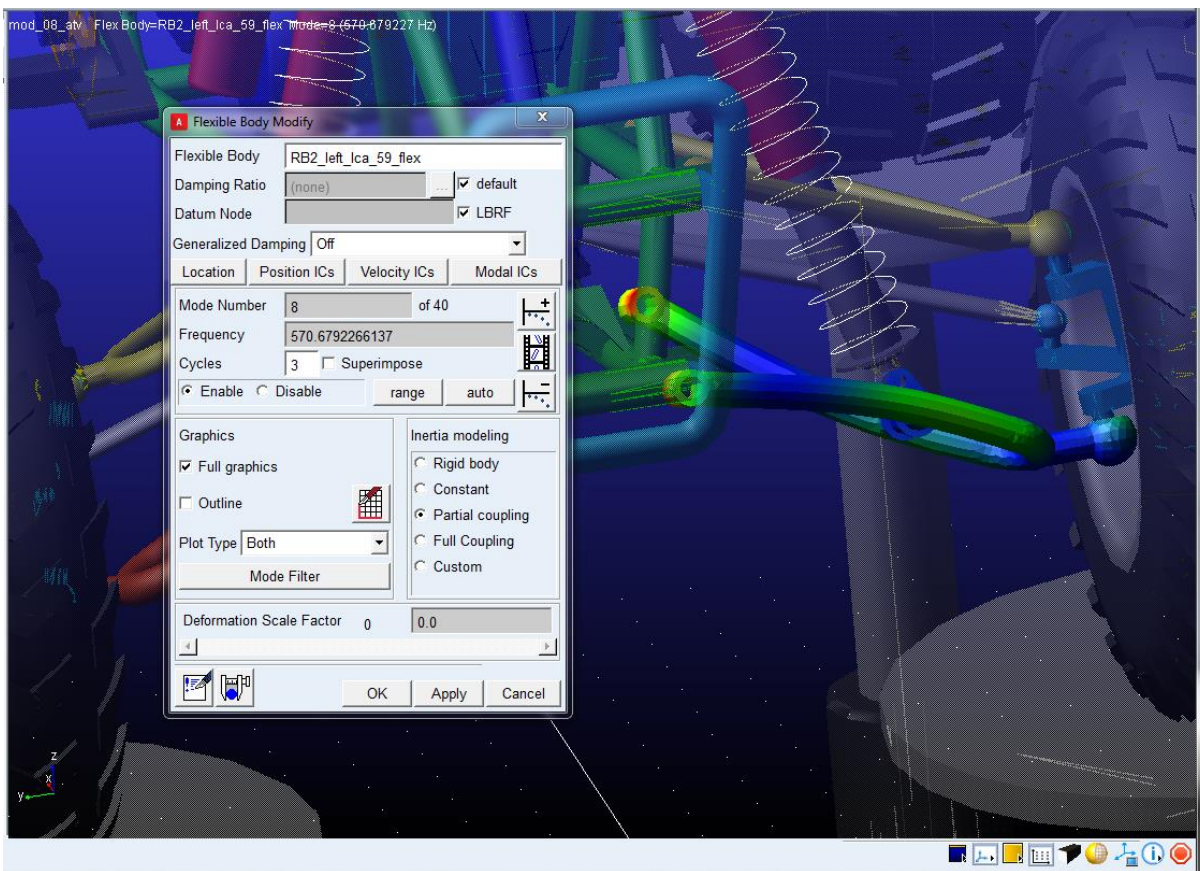 mod_08_atv FlexBody=RB2_left_lca_59_flex Mode=8 (570.679227 Hz)
A Flexible Body Modify X
Flexible Body RB2_left_lca_59_flex
Damping Ratio (none) ... default
Datum Node LBRF
Generalized Damping Off
Location Position ICs Velocity ICs Modal ICs
Mode Number 8 of 40
Frequency 570.6792266137
Cycles 3 Superimpose
Enable Disable range auto
Graphics
Full graphics
Outline
Plot Type Both
Mode Filter
Inertia modeling
Rigid body
Constant
Partial coupling
Full Coupling
Custom
Deformation Scale Factor 0 0.0
OK Apply Cancel
z
x
y